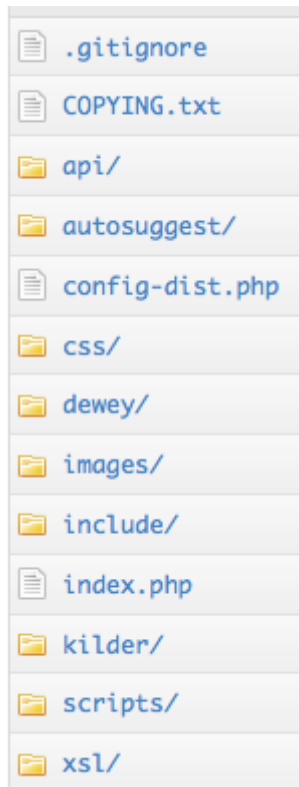 .gitignore
COPYING.txt
api/
autosuggest/
config-dist.php
css/
dewey/
images/
include/
index.php
kilder/
scripts/
xsl/